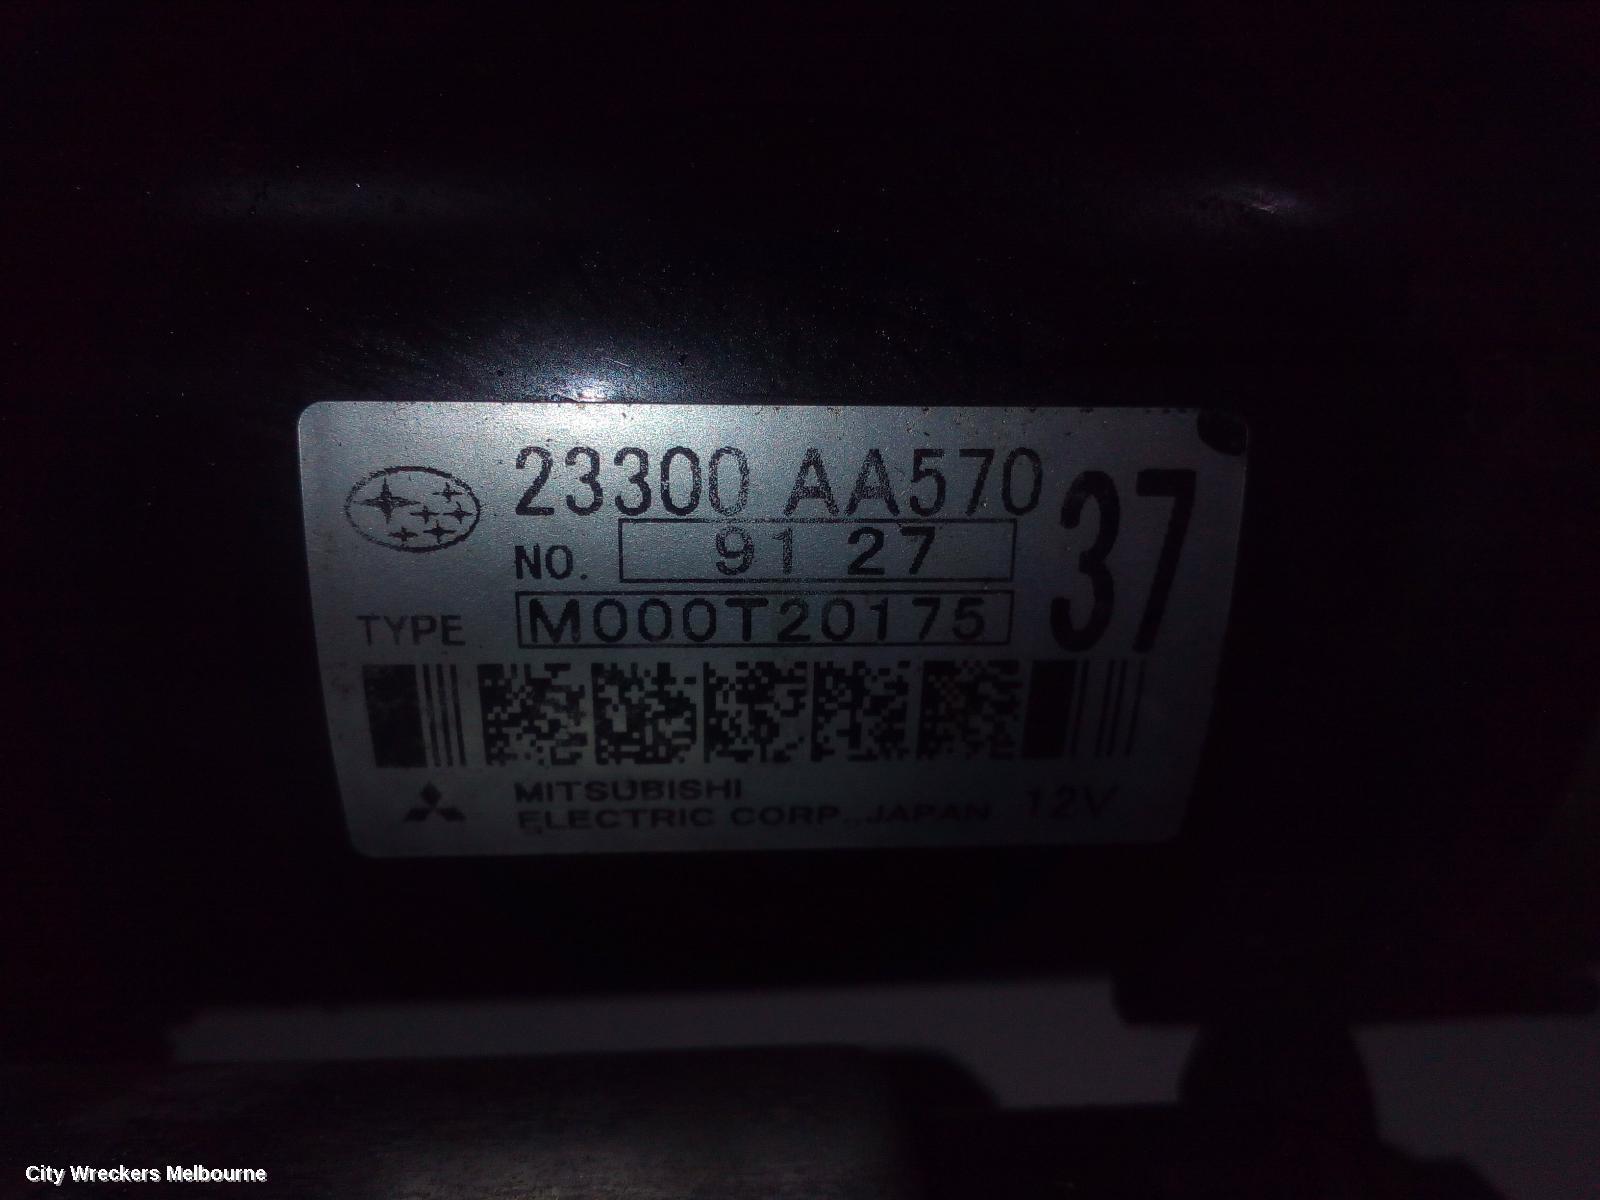 23300 AA570
37
NO. 91 27
TYPE M000T20175
MITSUBISHI
ELECTRIC CORP., JAPAN 12V
City Wreckers Melbourne